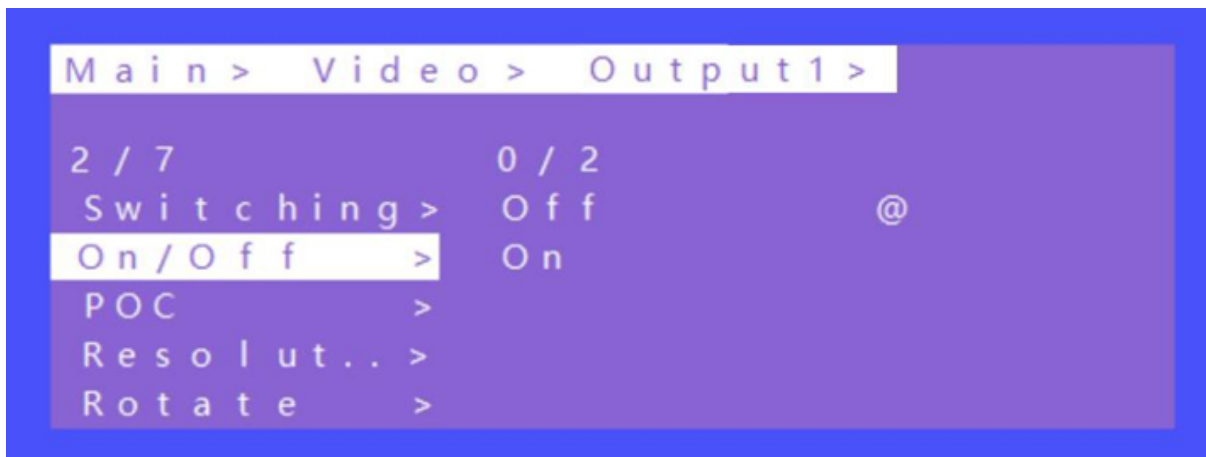 Main> Video> Output1>
2/7 0/2
Switching> Off @
On/Off > On
POC >
Resolut..>
Rotate >